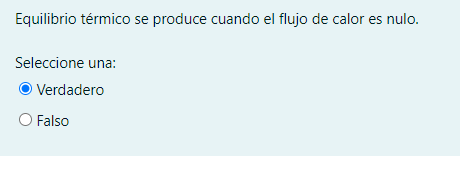 Equilibrio térmico se produce cuando el flujo de calor es nulo.
Seleccione una:
Verdadero
Falso